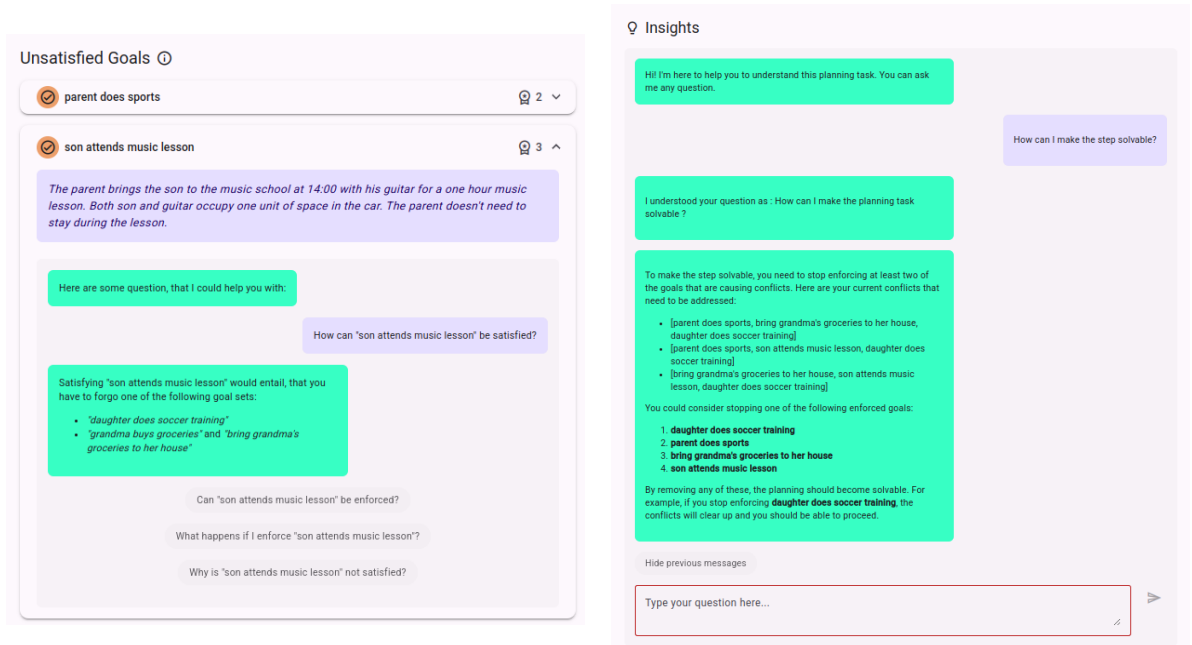 Unsatisfied Goals
parent does sports
2
son attends music lesson
3
The parent brings the son to the music school at 14:00 with his guitar for a one hour music
lesson. Both son and guitar occupy one unit of space in the car. The parent doesn't need to
stay during the lesson.
Here are some question, that I could help you with:
How can "son attends music lesson" be satisfied?
Satisfying "son attends music lesson" would entail, that you
have to forgo one of the following goal sets:
• "daughter does soccer training"
• "grandma buys groceries" and "bring grandma's
groceries to her house"
Can "son attends music lesson" be enforced?
What happens if I enforce "son attends music lesson"?
Why is "son attends music lesson" not satisfied?
Insights
Hi! I'm here to help you to understand this planning task. You can ask
me any question.
How can I make the step solvable?
I understood your question as : How can I make the planning task
solvable ?
To make the step solvable, you need to stop enforcing at least two of
the goals that are causing conflicts. Here are your current conflicts that
need to be addressed:
• [parent does sports, bring grandma's groceries to her house,
daughter does soccer training]
• [parent does sports, son attends music lesson, daughter does
soccer training]
• [bring grandma's groceries to her house, son attends music
lesson, daughter does soccer training]
You could consider stopping one of the following enforced goals:
1. daughter does soccer training
2. parent does sports
3. bring grandma's groceries to her house
4. son attends music lesson
By removing any of these, the planning should become solvable. For
example, if you stop enforcing daughter does soccer training, the
conflicts will clear up and you should be able to proceed.
Hide previous messages
Type your question here...